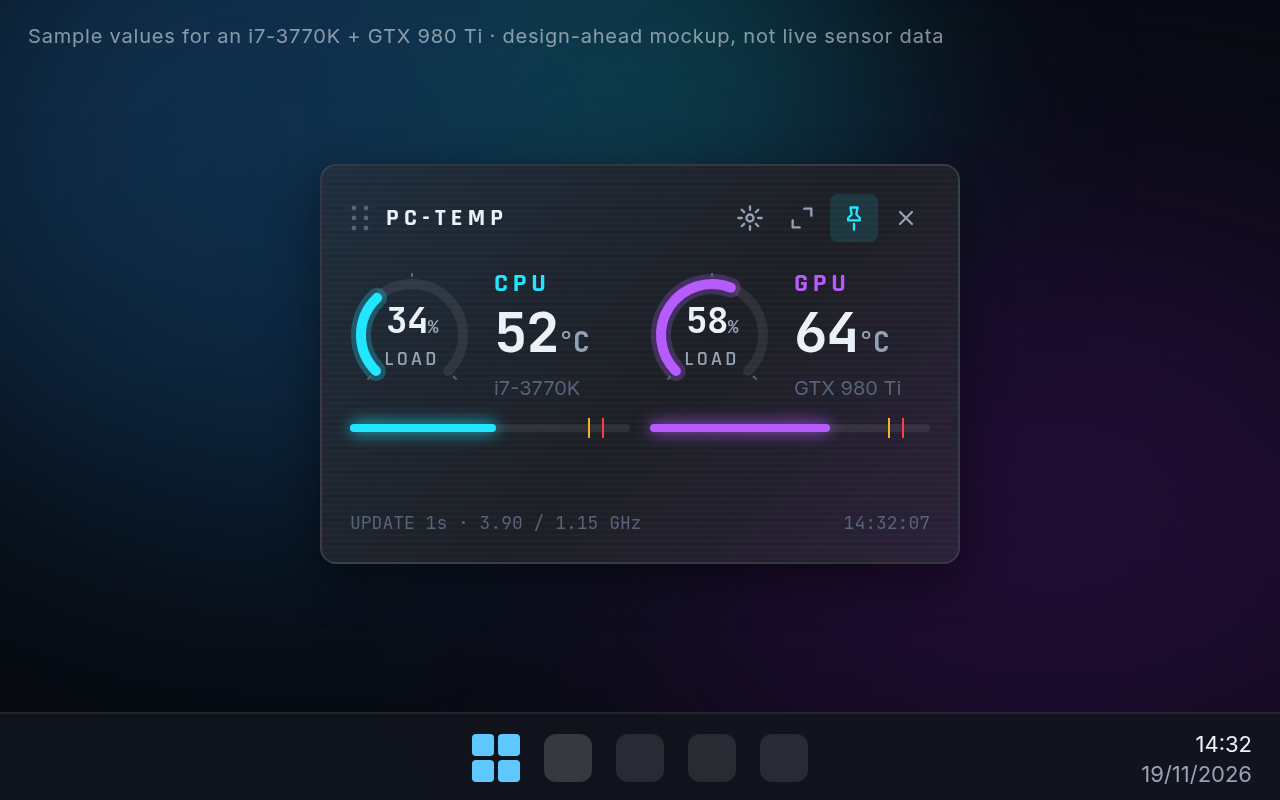 Sample values for an i7-3770K + GTX 980 Ti · design-ahead mockup, not live sensor data
PC-TEMP
34%
LOAD
CPU
52°C
i7-3770K
58%
LOAD
GPU
64°C
GTX 980 Ti
UPDATE 1s · 3.90 / 1.15 GHz
14:32:07
14:32
19/11/2026